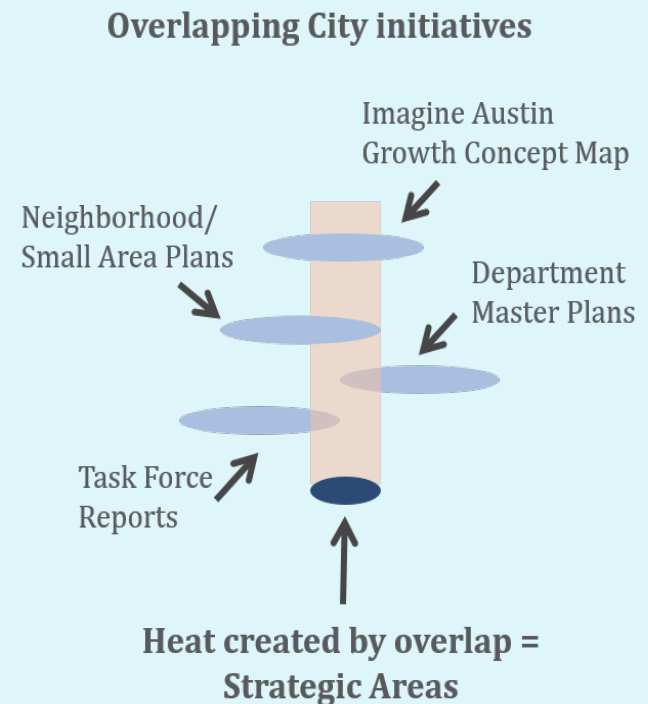 Overlapping City initiatives
Imagine Austin
Growth Concept Map
Neighborhood/
Small Area Plans
Department
Master Plans
Task Force
Reports
Heat created by overlap =
Strategic Areas